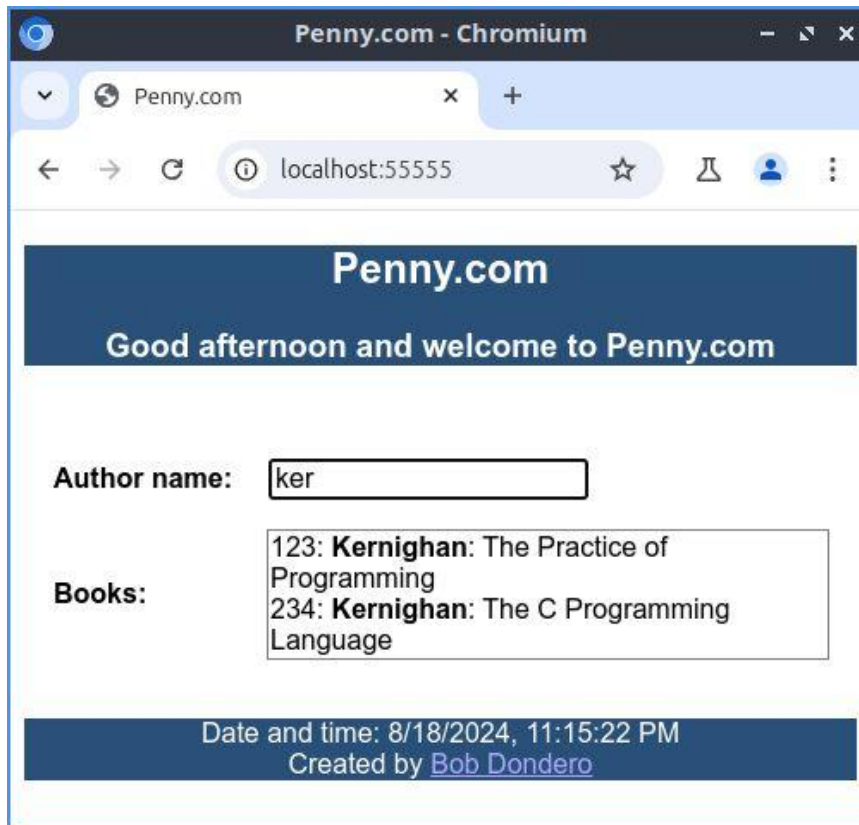 Penny.com - Chromium
Penny.com
localhost:55555
Penny.com
Good afternoon and welcome to Penny.com
Author name: ker
Books:
123: Kernighan: The Practice of
Programming
234: Kernighan: The C Programming
Language
Date and time: 8/18/2024, 11:15:22 PM
Created by Bob Dondero